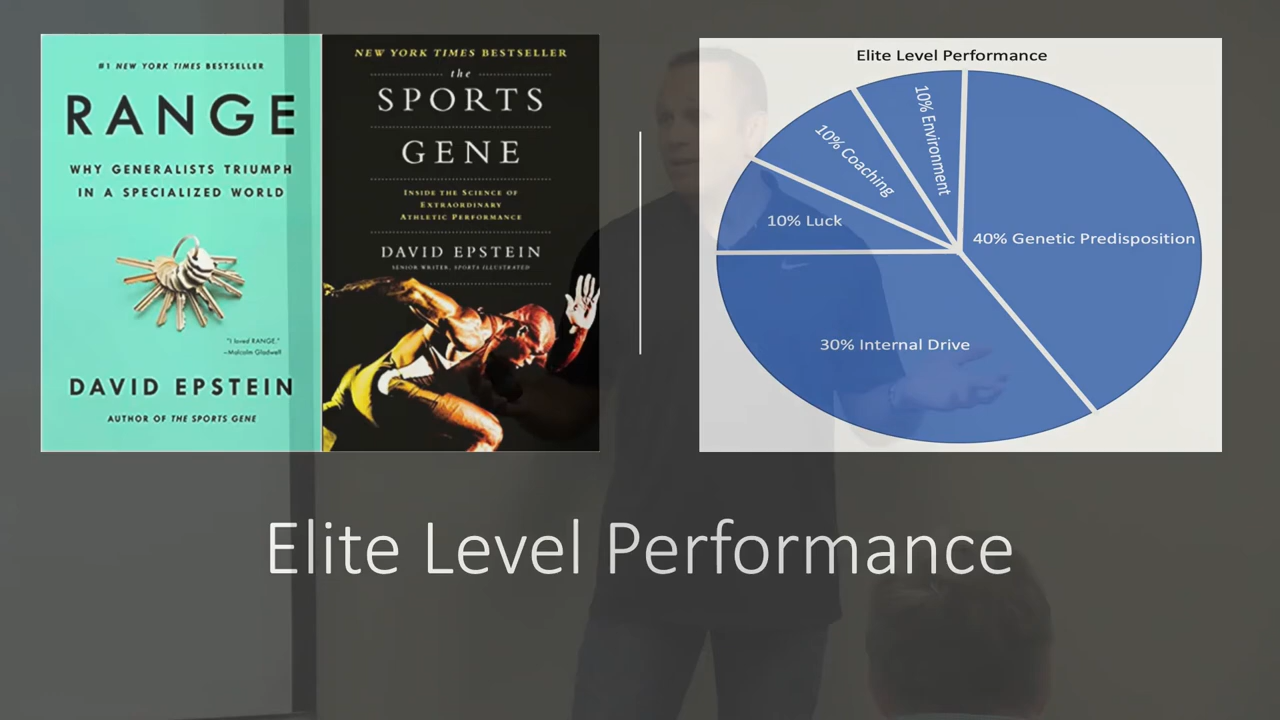 #1 NEW YORK TIMES BESTSELLER
RANGE
WHY GENERALISTS TRIUMPH
IN A SPECIALIZED WORLD
"I loved RANGE."
—Malcolm Gladwell
DAVID EPSTEIN
AUTHOR OF THE SPORTS GENE
NEW YORK TIMES BESTSELLER
the
SPORTS
GENE
INSIDE THE SCIENCE OF
EXTRAORDINARY
ATHLETIC PERFORMANCE
DAVID EPSTEIN
SENIOR WRITER, SPORTS ILLUSTRATED
Elite Level Performance
10% Environment
10% Coaching
10% Luck
40% Genetic Predisposition
30% Internal Drive
Elite Level Performance